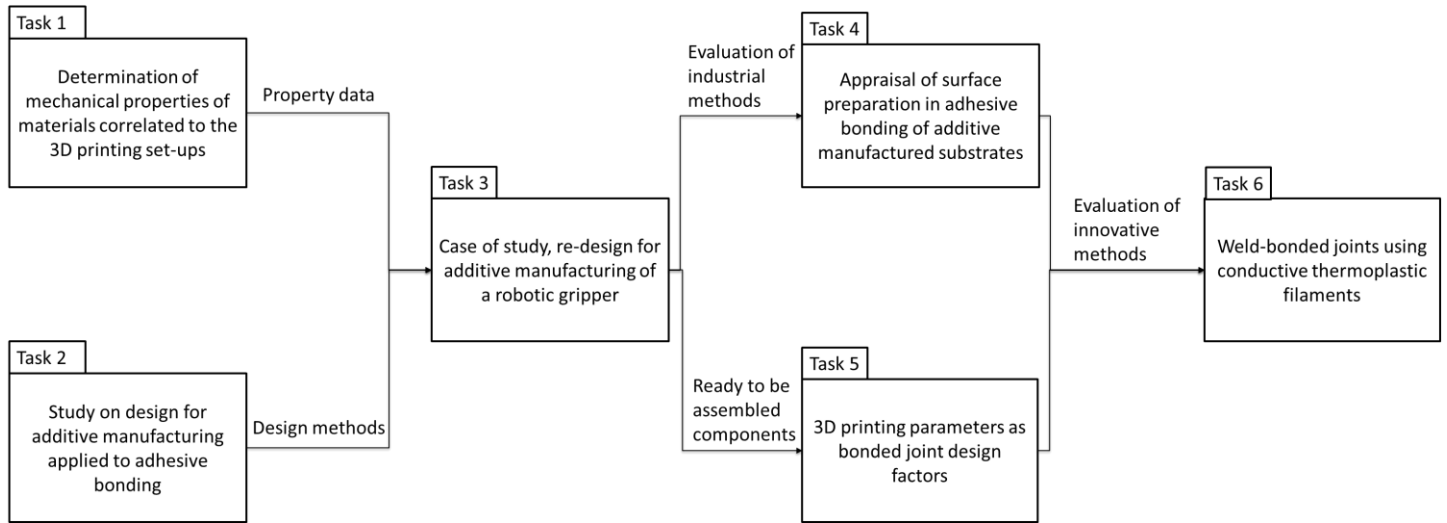 Task 1
Determination of
mechanical properties of
materials correlated to the
3D printing set-ups
Property data
Task 2
Study on design for
additive manufacturing
applied to adhesive
bonding
Design methods
Task 3
Case of study, re-design for
additive manufacturing of
a robotic gripper
Evaluation of
industrial
methods
Task 4
Appraisal of surface
preparation in adhesive
bonding of additive
manufactured substrates
Ready to be
assembled
components
Task 5
3D printing parameters as
bonded joint design
factors
Evaluation of
innovative
methods
Task 6
Weld-bonded joints using
conductive thermoplastic
filaments